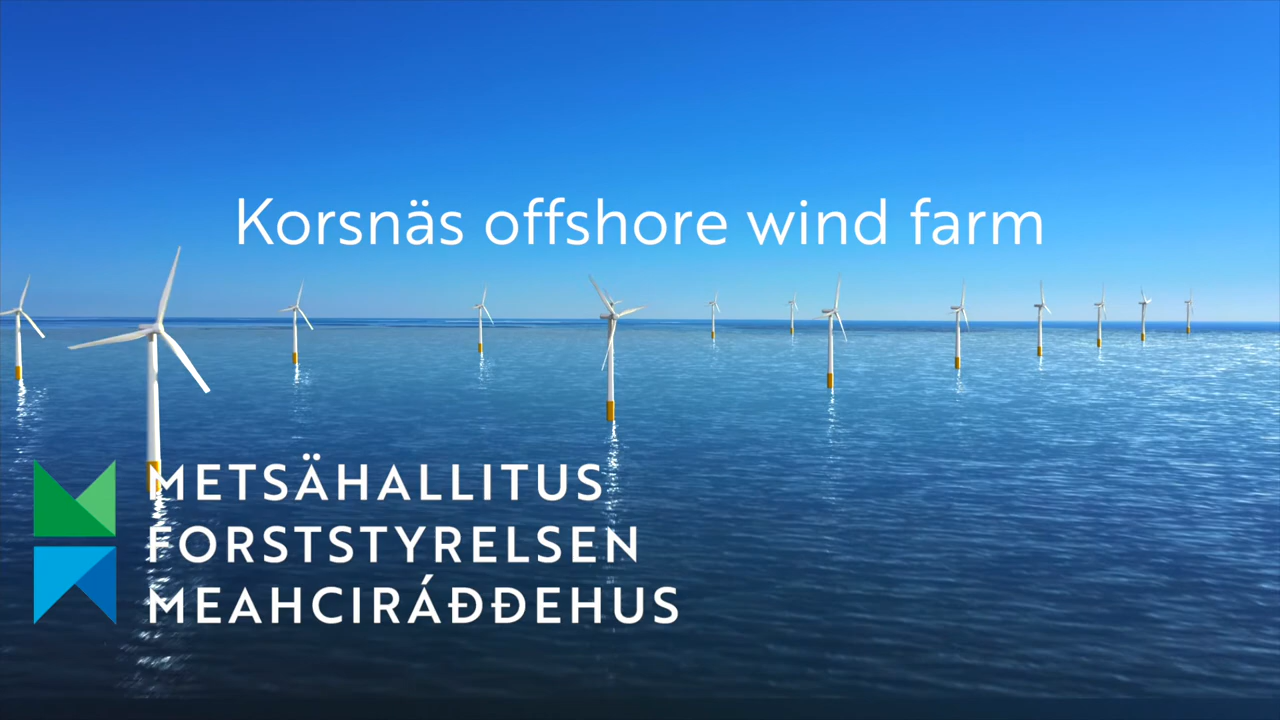 Korsnäs offshore wind farm
METSÄHALLITUS
FORSTSTYRELSEN
MEAHCIRÁĐĐEHUS